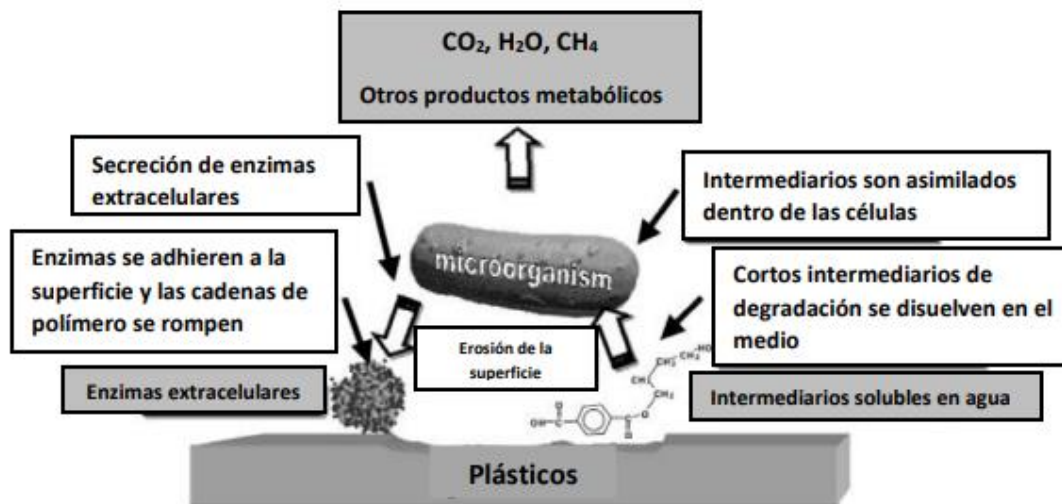 CO₂, H₂O, CH₄
Otros productos metabólicos
Secreción de enzimas
extracelulares
Intermediarios son asimilados
dentro de las células
microorganism
Enzimas se adhieren a la
superficie y las cadenas de
polímero se rompen
Cortos intermediarios de
degradación se disuelven en el
medio
Erosión de la
superficie
Enzimas extracelulares
Intermediarios solubles en agua
Plásticos